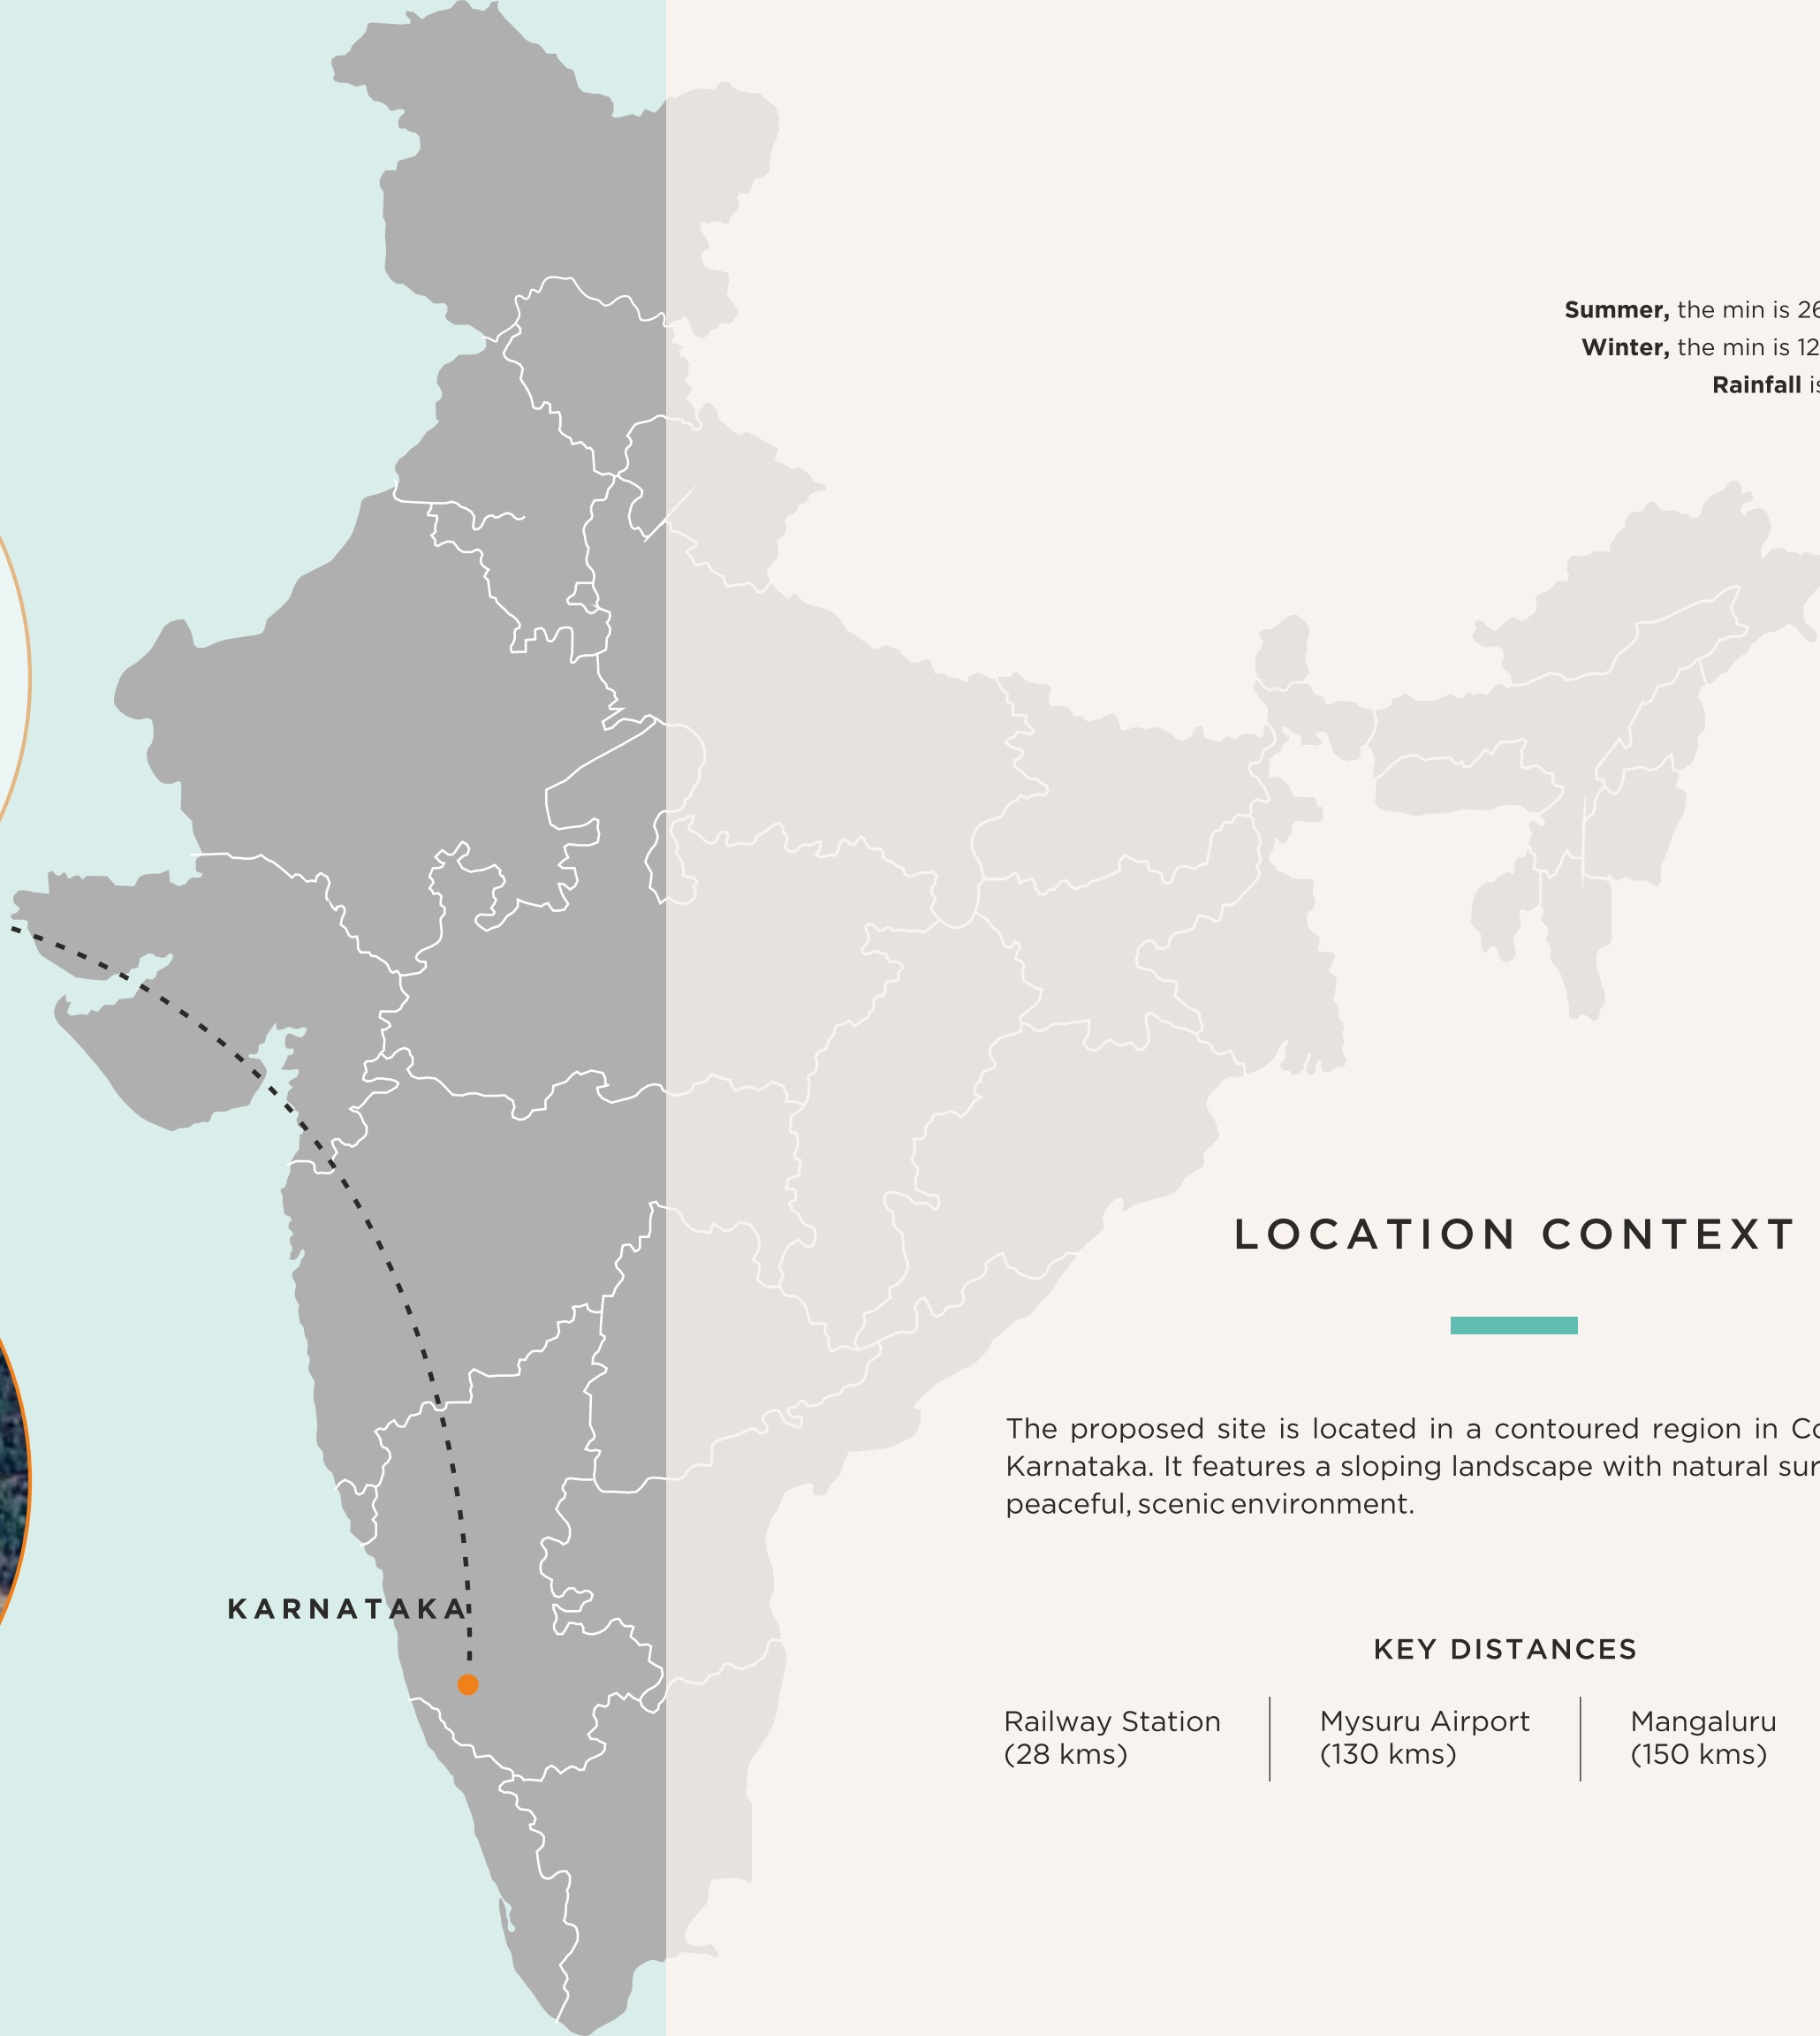 Summer, the min is 26
Winter, the min is 12
Rainfall is
LOCATION CONTEXT
The proposed site is located in a contoured region in Co
Karnataka. It features a sloping landscape with natural sur
peaceful, scenic environment.
KARNATAKA
KEY DISTANCES
Railway Station
(28 kms)
Mysuru Airport
(130 kms)
Mangaluru
(150 kms)